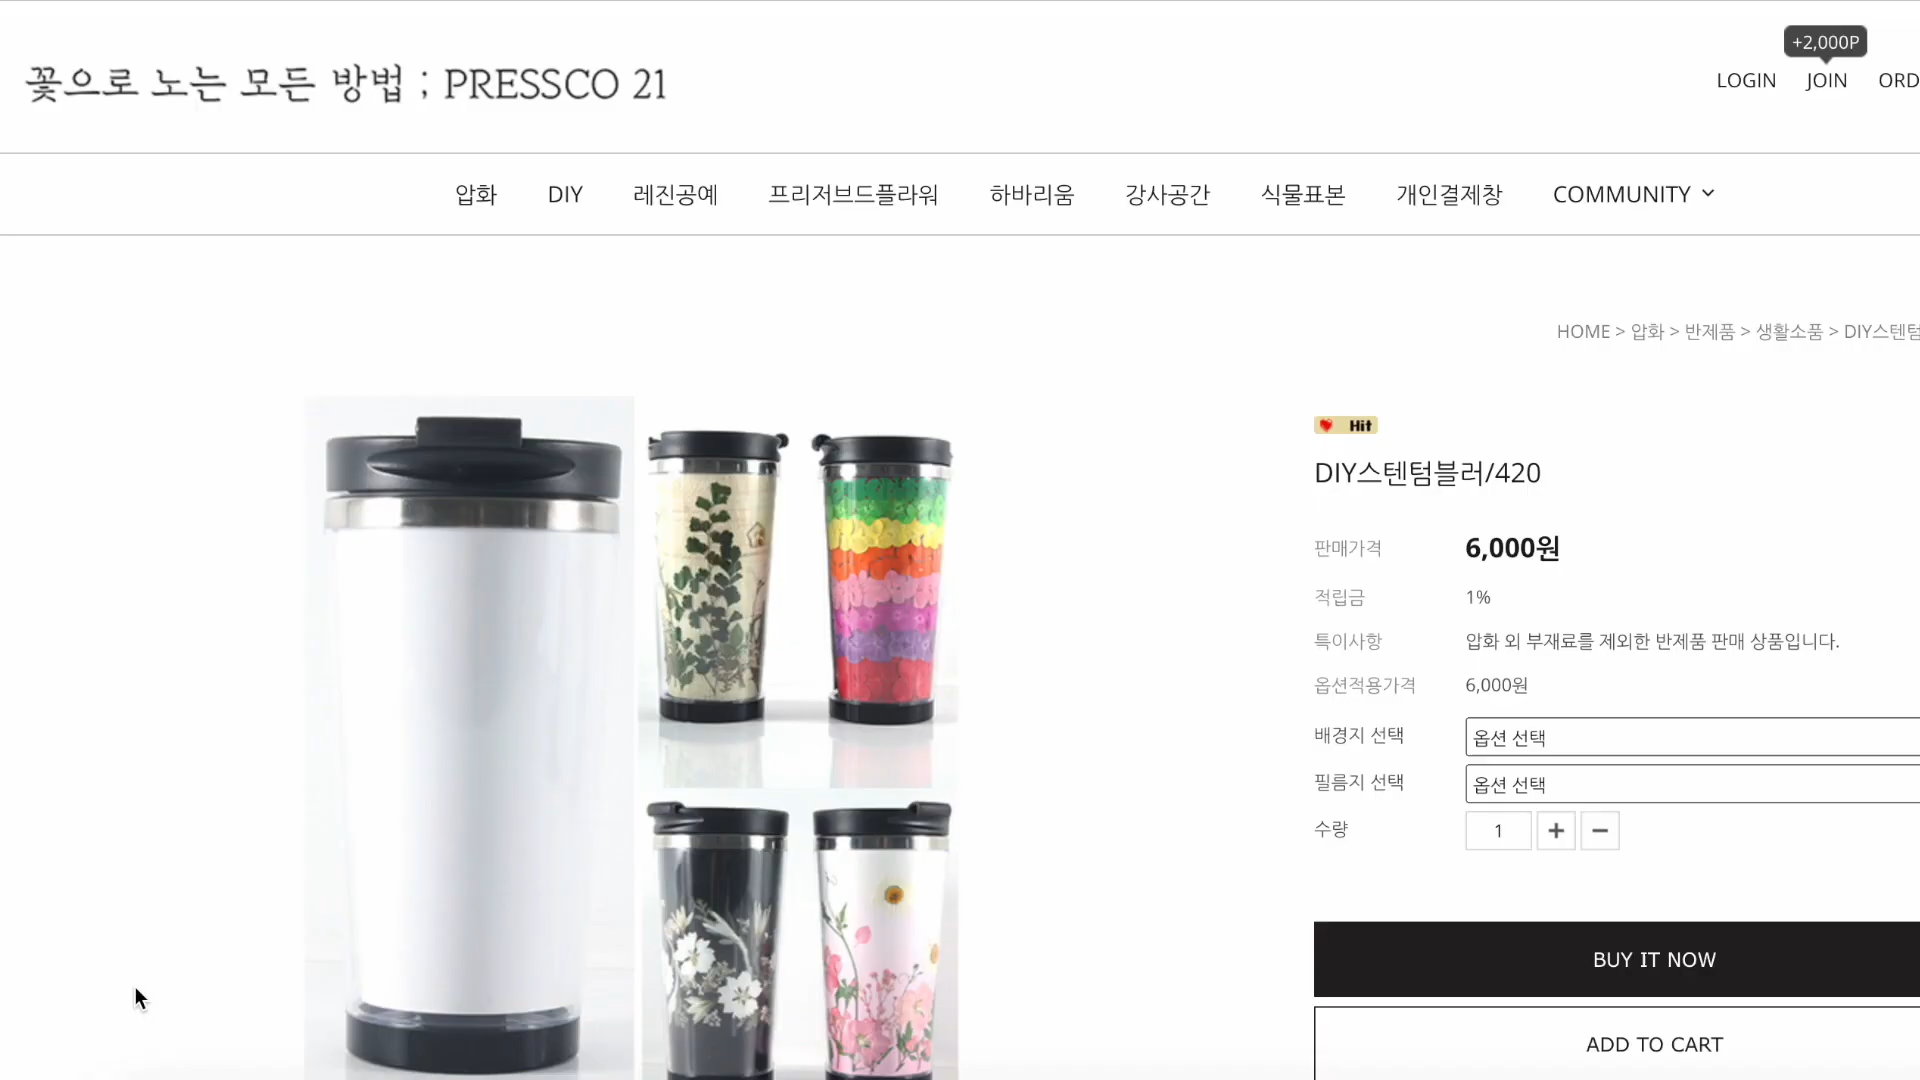 +2,000P
꽃으로 노는 모든 방법 ; PRESSCO 21
LOGIN JOIN ORD
압화 DIY 레진공예 프리저브드플라워 하바리움 강사공간 식물표본 개인결제창 COMMUNITY
HOME > 압화 > 반제품 > 생활소품 > DIY스텐텀
Hit
DIY스텐텀블러/420
판매가격 6,000원
적립금 1%
특이사항 압화 외 부재료를 제외한 반제품 판매 상품입니다.
옵션적용가격 6,000원
배경지 선택 옵션 선택
필름지 선택 옵션 선택
수량 1 + −
BUY IT NOW
ADD TO CART